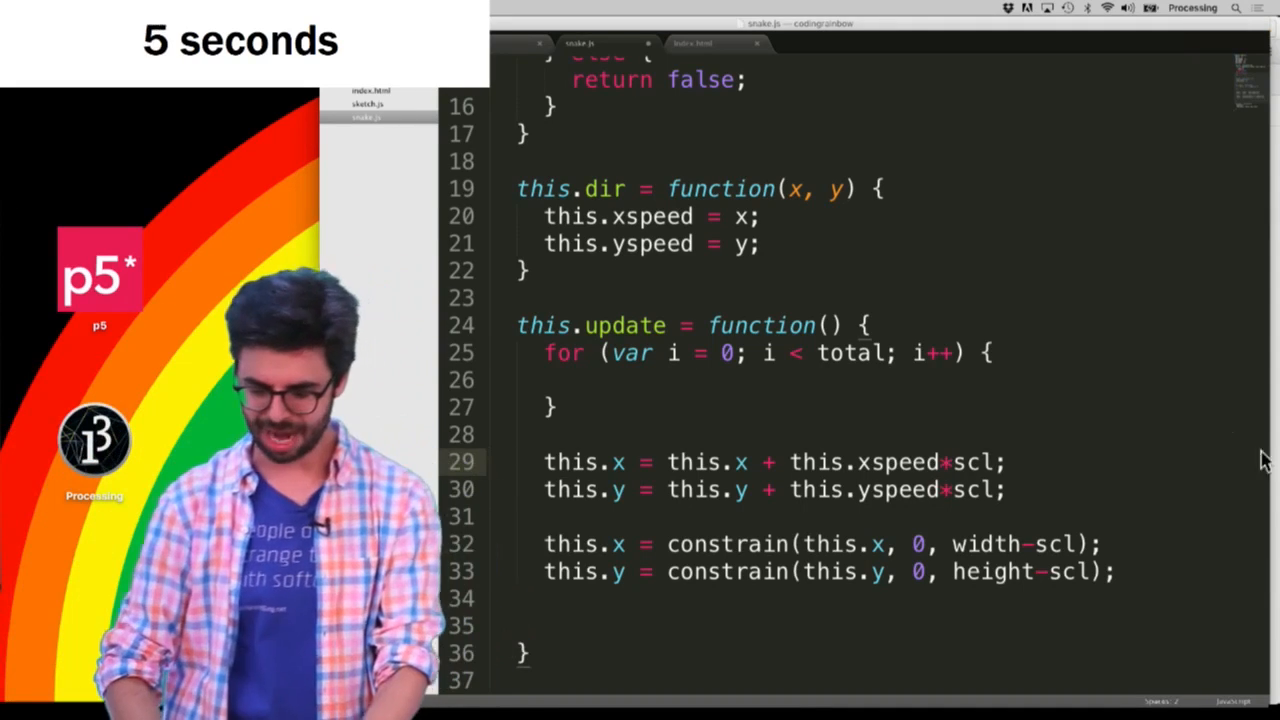 5 seconds
Processing
snake.js — codingrainbow
snake.js
index.html
index.html
sketch.js
snake.js
} else {
return false;
16 }
17 }
18
19 this.dir = function(x, y) {
20 this.xspeed = x;
21 this.yspeed = y;
22 }
23
24 this.update = function() {
25 for (var i = 0; i < total; i++) {
26
27 }
28
29 this.x = this.x + this.xspeed*scl;
30 this.y = this.y + this.yspeed*scl;
31
32 this.x = constrain(this.x, 0, width-scl);
33 this.y = constrain(this.y, 0, height-scl);
34
35
36 }
37
p5*
p5
Processing
Spaces: 2
JavaScript